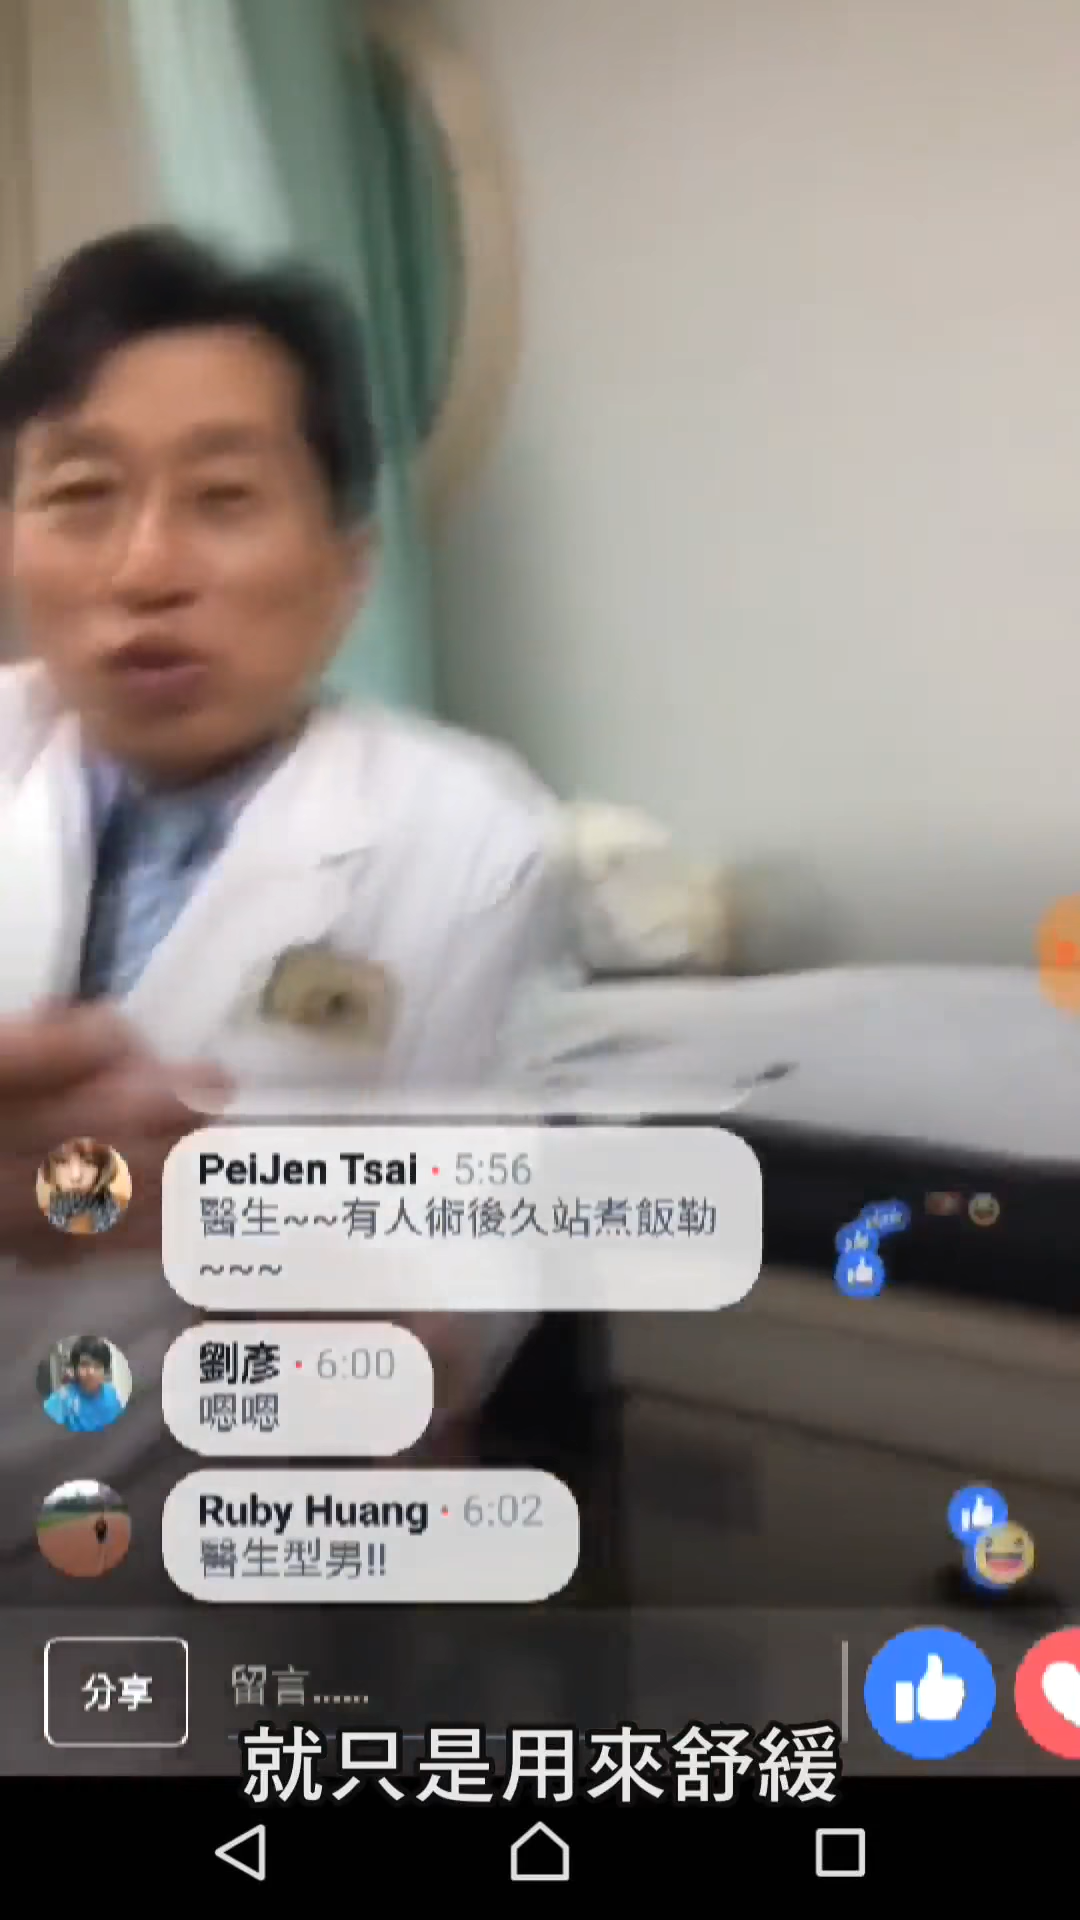 PeiJen Tsai · 5:56
醫生~~有人術後久站煮飯勒
~~~
劉彥 · 6:00
嗯嗯
Ruby Huang · 6:02
醫生型男!!
分享
留言......
就只是用來舒緩